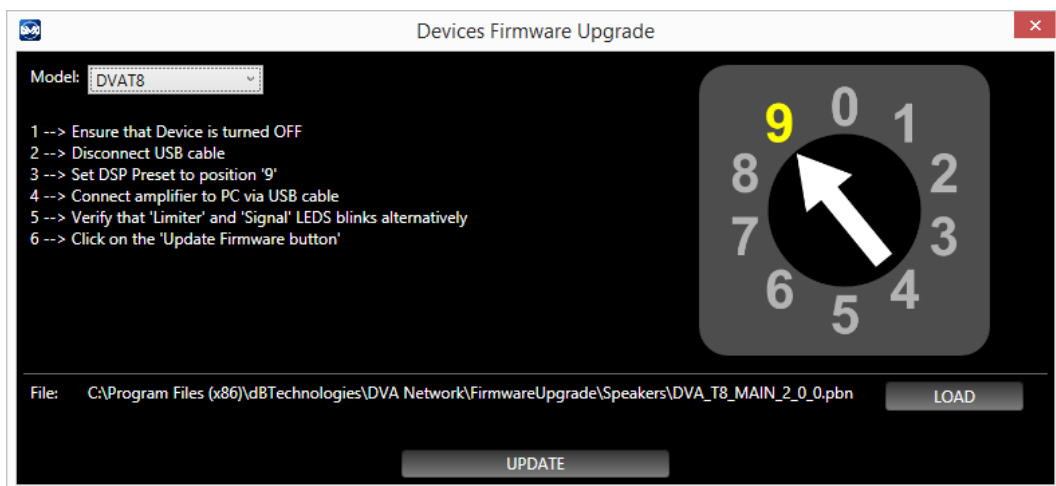 Devices Firmware Upgrade
Model: DVAT8
1 --> Ensure that Device is turned OFF
2 --> Disconnect USB cable
3 --> Set DSP Preset to position '9'
4 --> Connect amplifier to PC via USB cable
5 --> Verify that 'Limiter' and 'Signal' LEDS blinks alternatively
6 --> Click on the 'Update Firmware button'
0
1
2
3
4
5
6
7
8
9
File: C:\Program Files (x86)\dBTechnologies\DVA Network\FirmwareUpgrade\Speakers\DVA_T8_MAIN_2_0_0.pbn LOAD
UPDATE